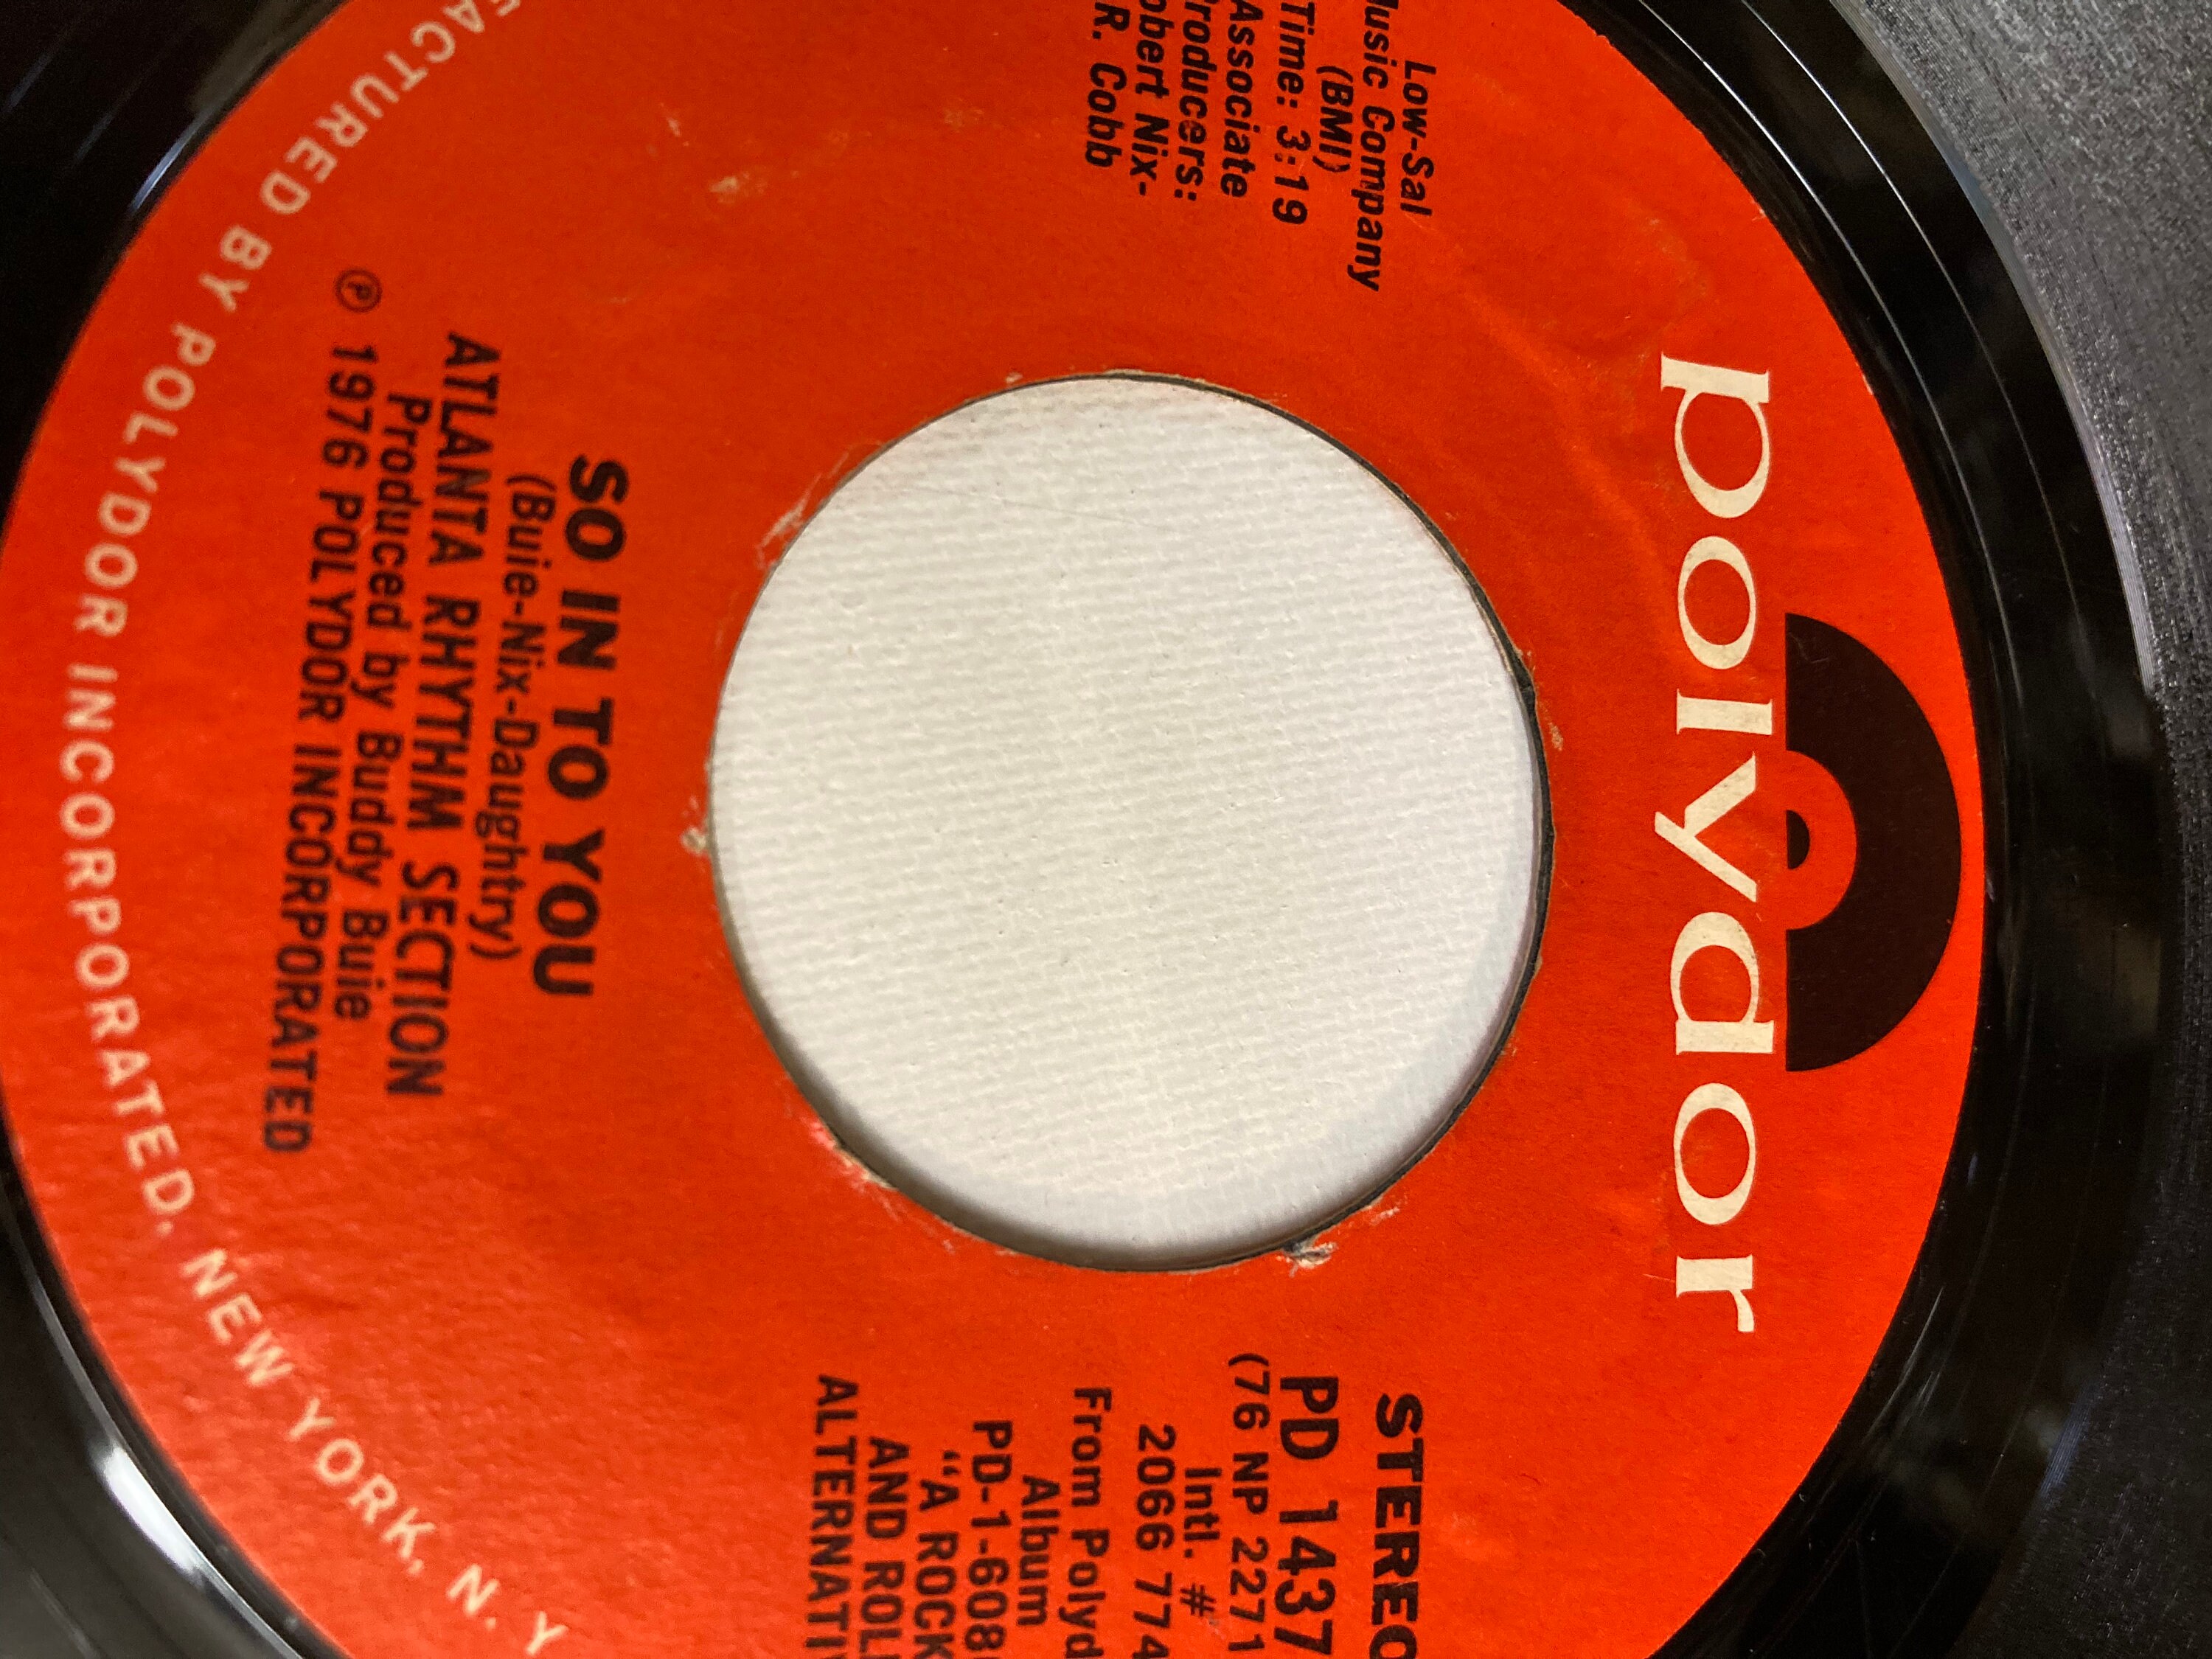 polydor
Low-Sal
Music Company
(BMI)
Time: 3:19
Associate
Producers:
obert Nix-
R. Cobb
STEREO
PD 1437
(76 NP 2271
Intl. #
2066 774
From Polyd
Album
PD-1-608
“A ROCK
AND ROL
ALTERNATI
SO IN TO YOU
(Buie-Nix-Daughtry)
ATLANTA RHYTHM SECTION
Produced by Buddy Buie
℗ 1976 POLYDOR INCORPORATED
FACTURED BY POLYDOR INCORPORATED, NEW YORK, N. Y